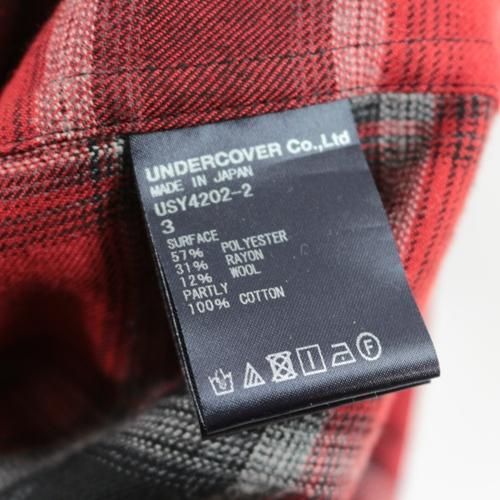 UNDERCOVER Co.,Ltd
MADE IN JAPAN
USY4202-2
3
SURFACE
57% POLYESTER
31% RAYON
12% WOOL
PARTLY
100% COTTON
F